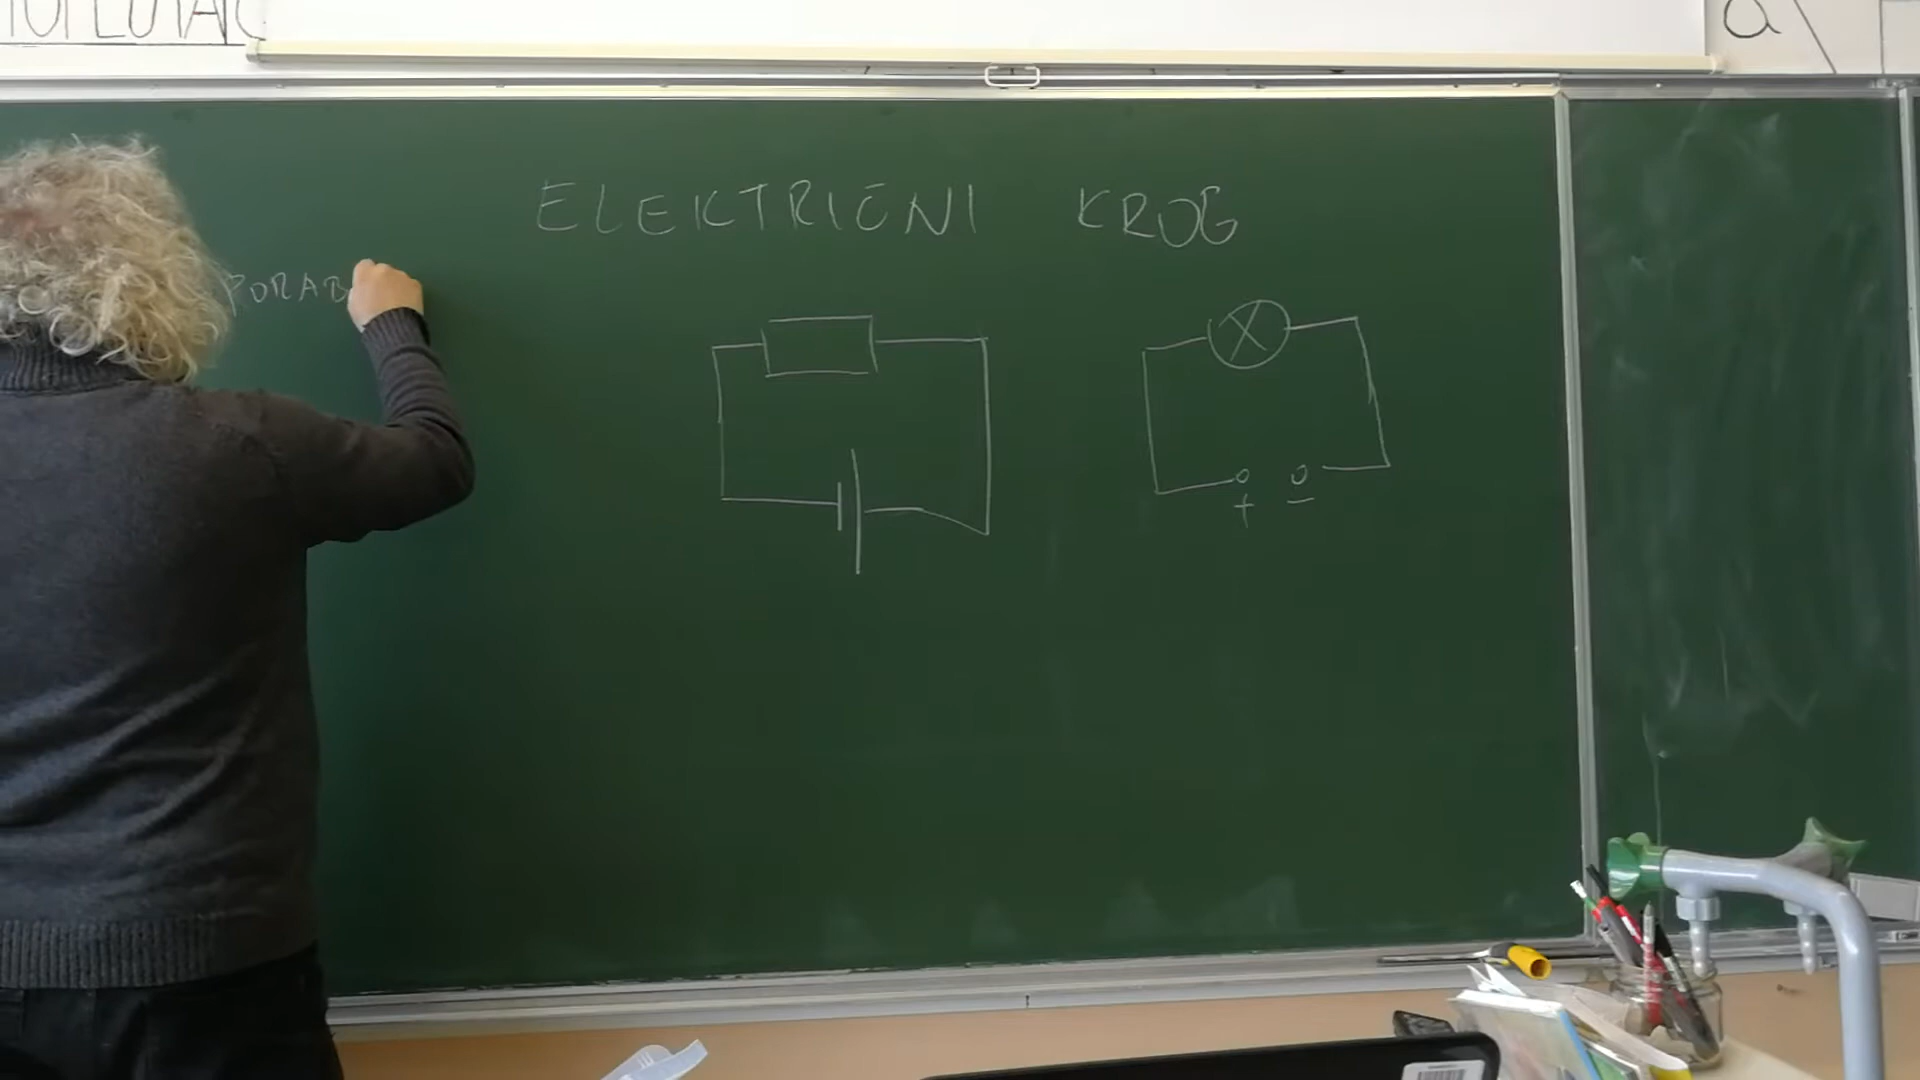 ELEKTRIČNI KROG
PORAB
+ −
a